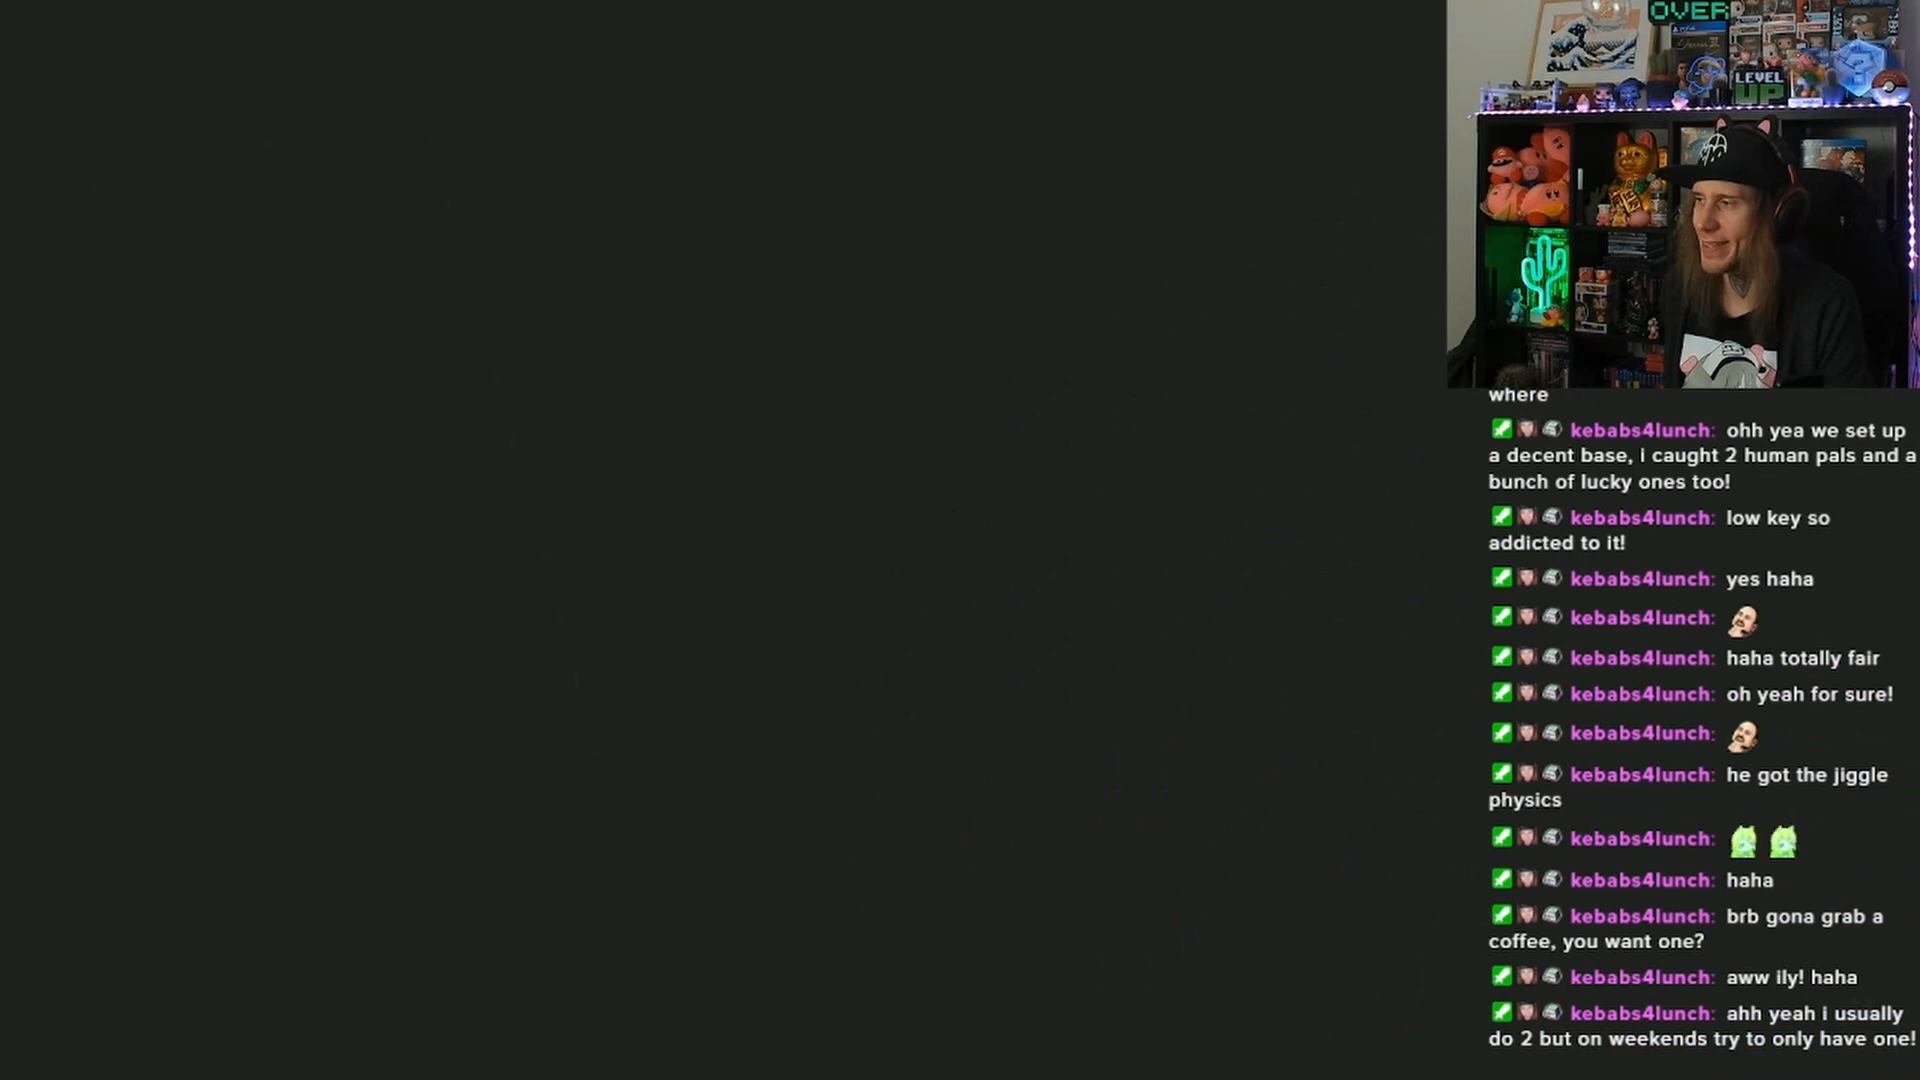 OVER
LEVEL
UP
where
kebabs4lunch: ohh yea we set up
a decent base, i caught 2 human pals and a
bunch of lucky ones too!
kebabs4lunch: low key so
addicted to it!
kebabs4lunch: yes haha
kebabs4lunch:
kebabs4lunch: haha totally fair
kebabs4lunch: oh yeah for sure!
kebabs4lunch:
kebabs4lunch: he got the jiggle
physics
kebabs4lunch:
kebabs4lunch: haha
kebabs4lunch: brb gona grab a
coffee, you want one?
kebabs4lunch: aww ily! haha
kebabs4lunch: ahh yeah i usually
do 2 but on weekends try to only have one!